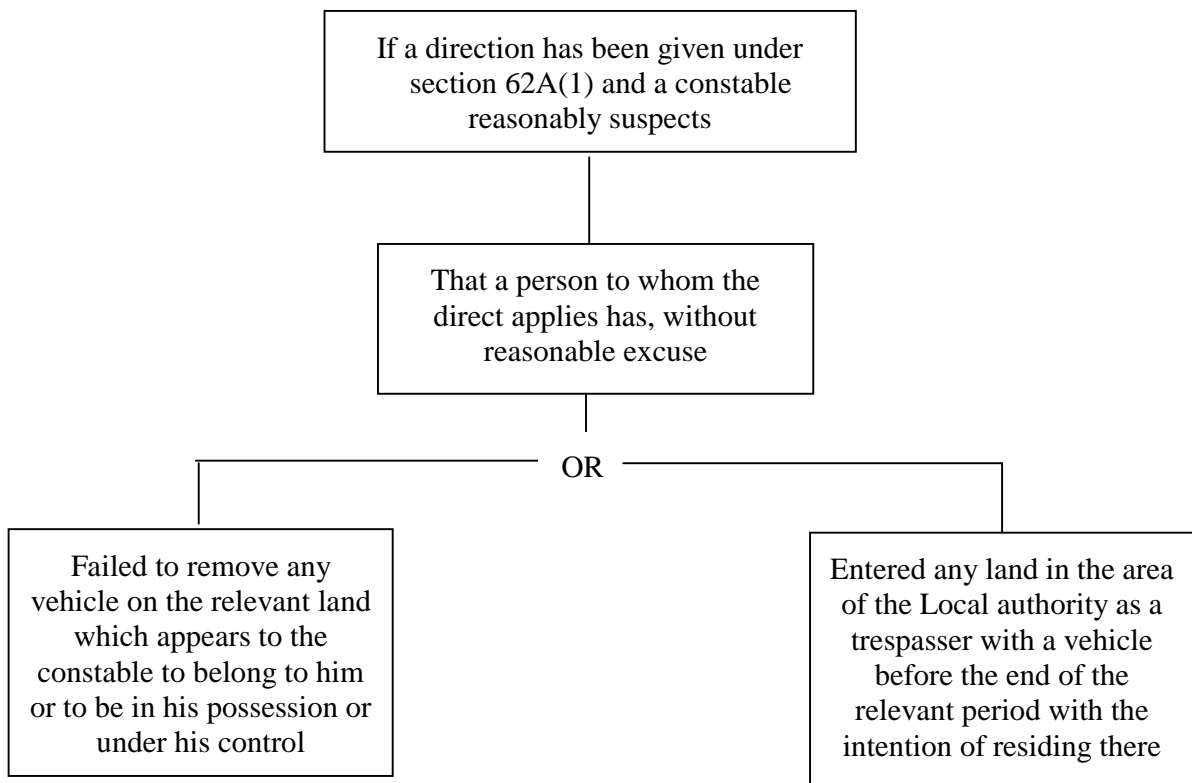 If a direction has been given under
section 62A(1) and a constable
reasonably suspects
That a person to whom the
direct applies has, without
reasonable excuse
OR
Failed to remove any
vehicle on the relevant land
which appears to the
constable to belong to him
or to be in his possession or
under his control
Entered any land in the area
of the Local authority as a
trespasser with a vehicle
before the end of the
relevant period with the
intention of residing there